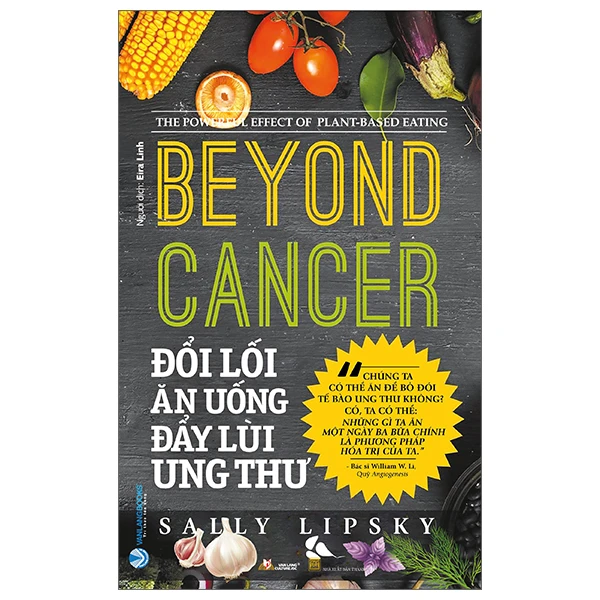 THE POWERFUL EFFECT OF PLANT-BASED EATING
Người dịch: Eira Linh
BEYOND
CANCER
ĐỔI LỐI
ĂN UỐNG
ĐẨY LÙI
UNG THƯ
"CHÚNG TA
CÓ THỂ ĂN ĐỂ BỎ ĐÓI
TẾ BÀO UNG THƯ KHÔNG?
CÓ, TA CÓ THỂ:
NHỮNG GÌ TA ĂN
MỘT NGÀY BA BỮA CHÍNH
LÀ PHƯƠNG PHÁP
HÓA TRỊ CỦA TA."
- Bác sĩ William W. Li,
Quỹ Angiogenesis
SALLY LIPSKY
VANLANGBOOKS
VAN LANG